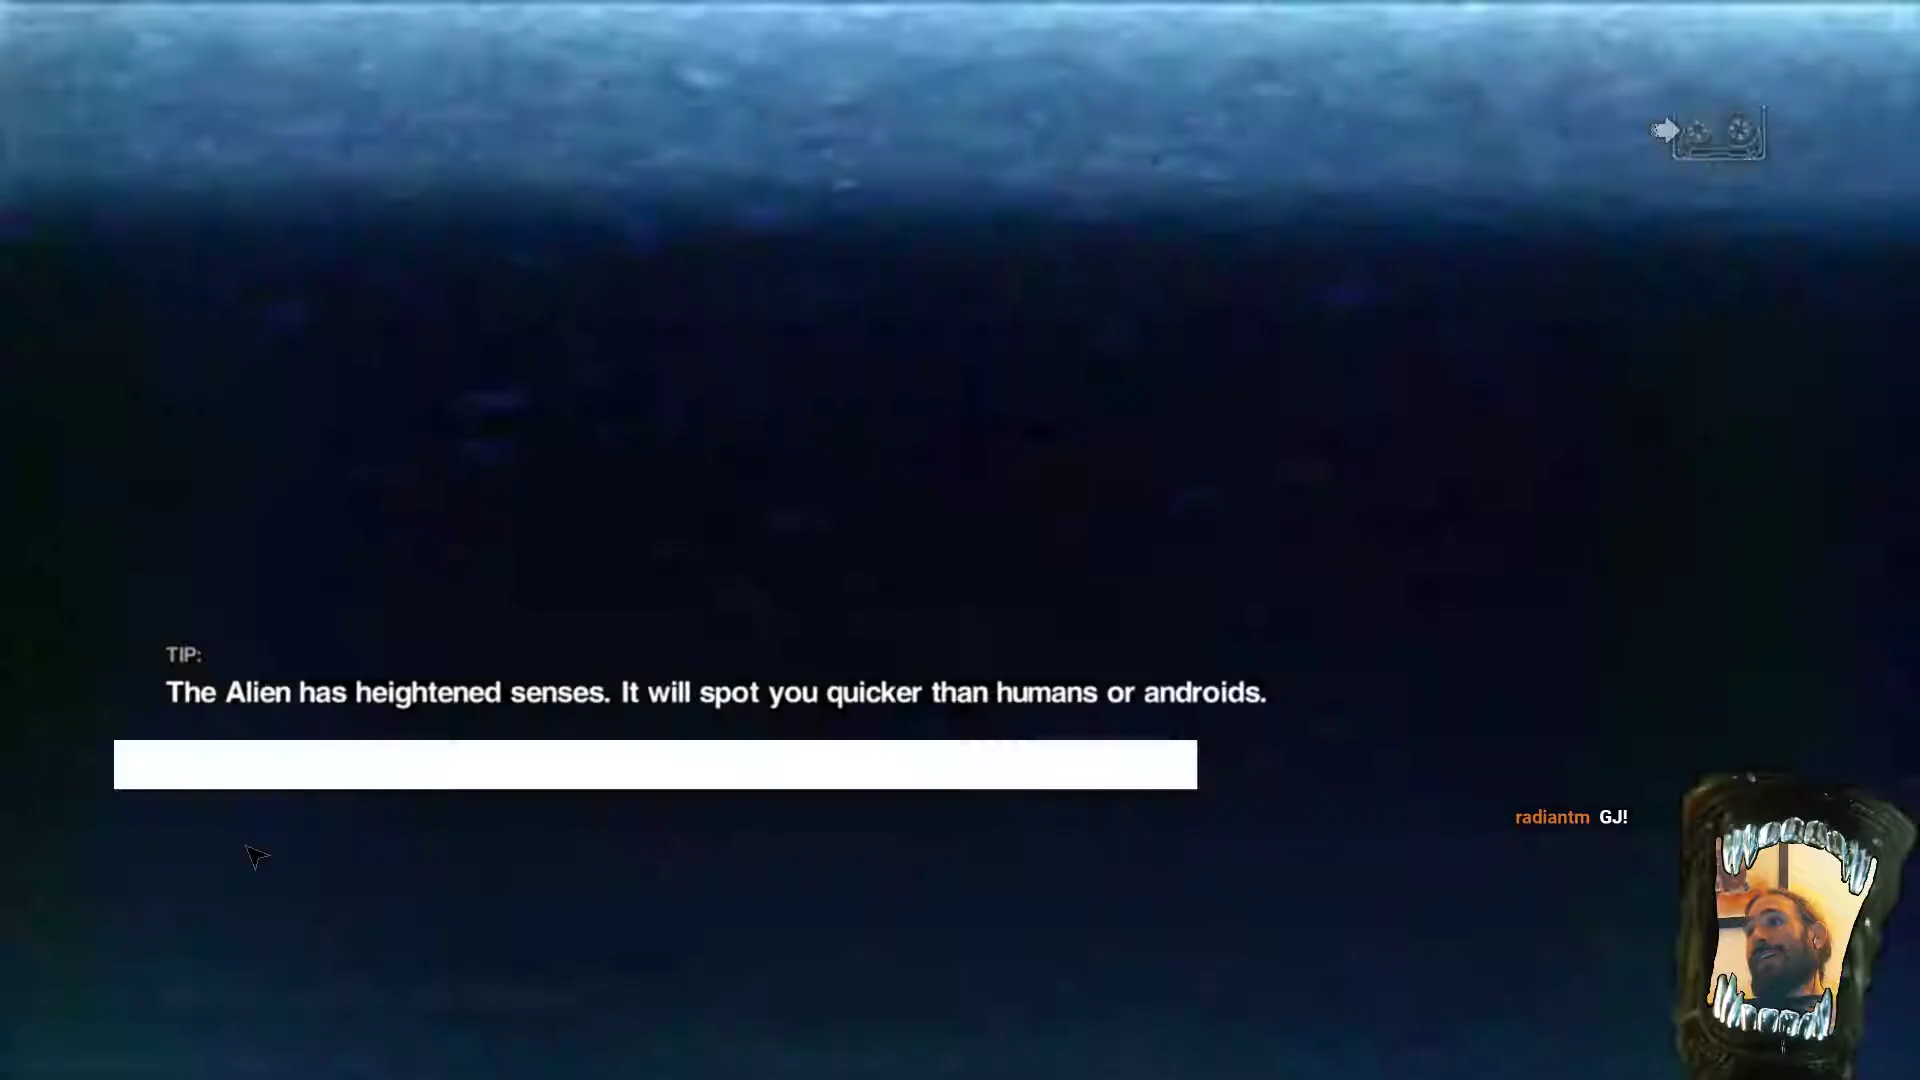 TIP:
The Alien has heightened senses. It will spot you quicker than humans or androids.
radiantm GJ!